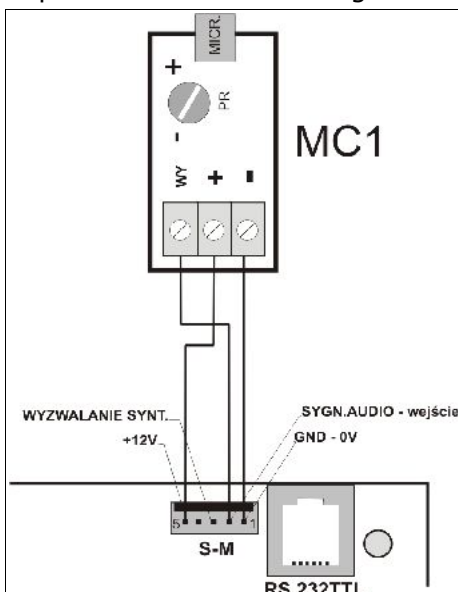 MICR.
+
PR
-
MC1
WY + -
WYZWALANIE SYNT.
SYGN.AUDIO - wejście
+12V
GND - 0V
5 1
S-M
RS 232TTL